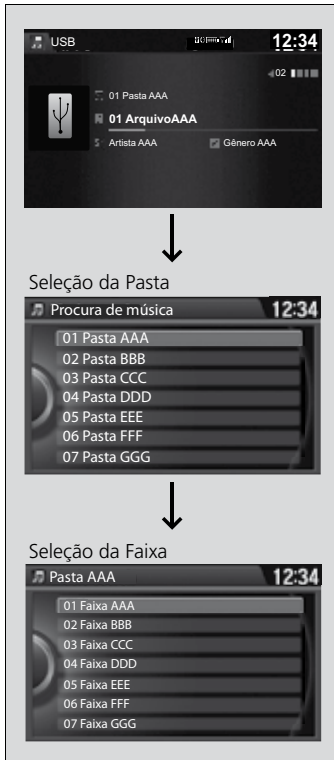 USB
12:34
02
01 Pasta AAA
01 ArquivoAAA
Artista AAA
Gênero AAA
Seleção da Pasta
Procura de música
12:34
01 Pasta AAA
02 Pasta BBB
03 Pasta CCC
04 Pasta DDD
05 Pasta EEE
06 Pasta FFF
07 Pasta GGG
Seleção da Faixa
Pasta AAA
12:34
01 Faixa AAA
02 Faixa BBB
03 Faixa CCC
04 Faixa DDD
05 Faixa EEE
06 Faixa FFF
07 Faixa GGG